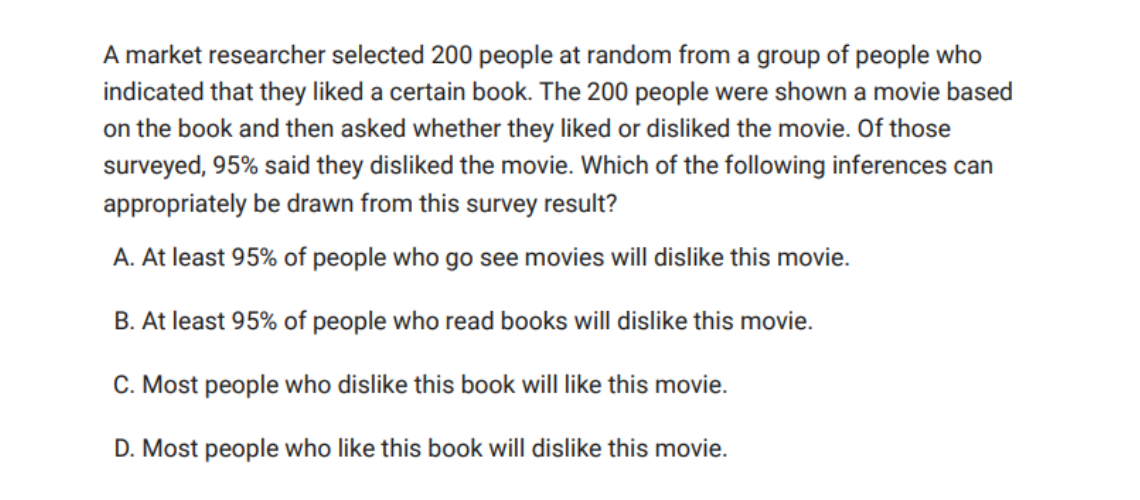 A market researcher selected 200 people at random from a group of people who
indicated that they liked a certain book. The 200 people were shown a movie based
on the book and then asked whether they liked or disliked the movie. Of those
surveyed, 95% said they disliked the movie. Which of the following inferences can
appropriately be drawn from this survey result?
A. At least 95% of people who go see movies will dislike this movie.
B. At least 95% of people who read books will dislike this movie.
C. Most people who dislike this book will like this movie.
D. Most people who like this book will dislike this movie.